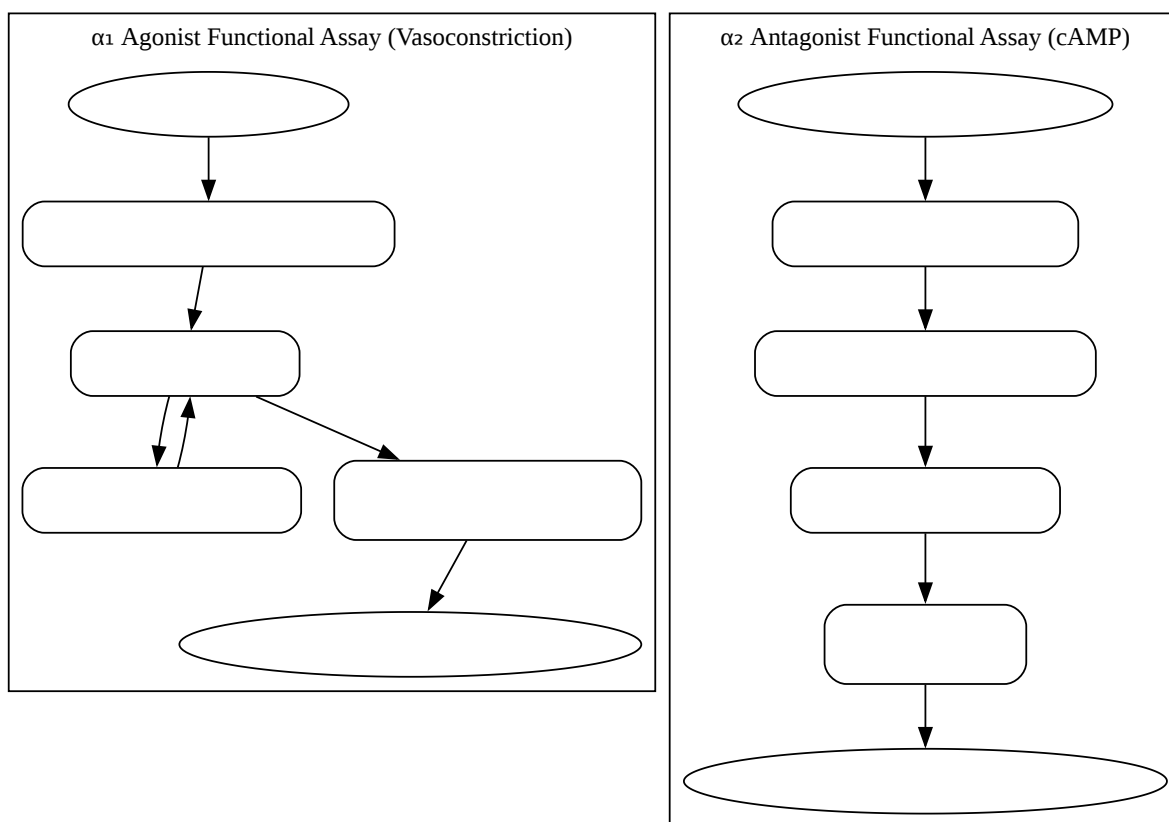 α₁ Agonist Functional Assay (Vasoconstriction)
α₂ Antagonist Functional Assay (cAMP)